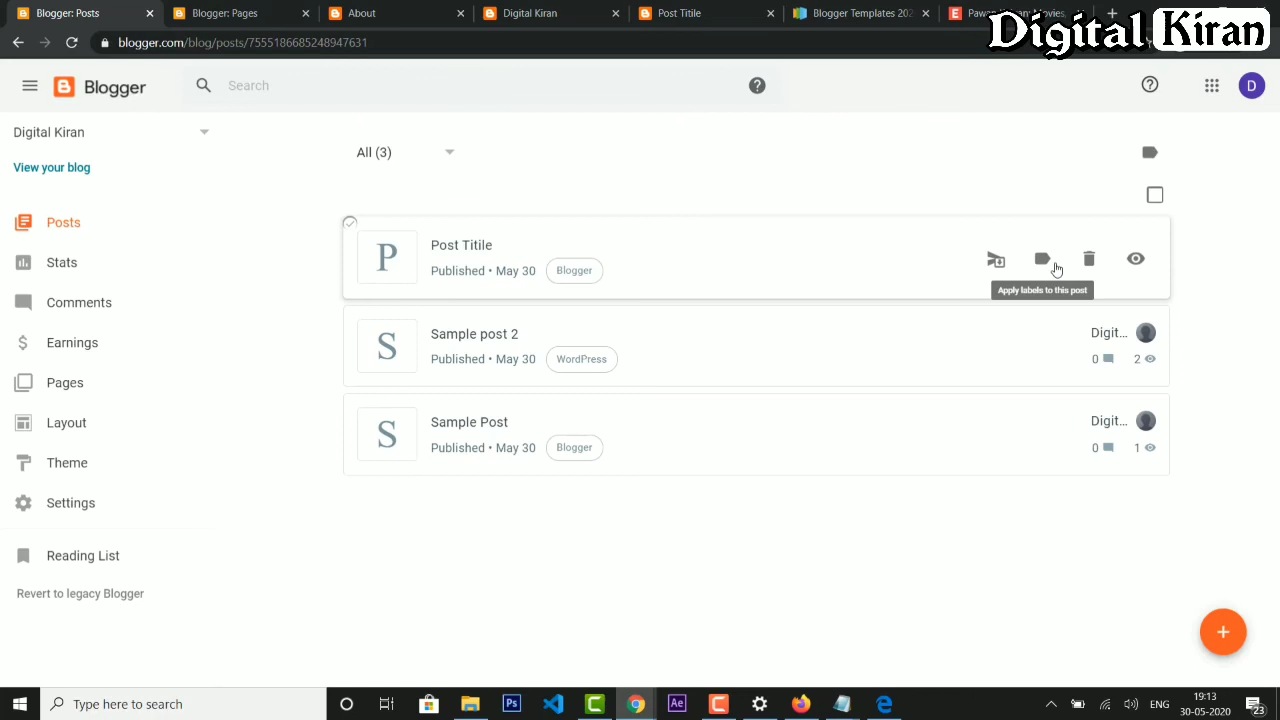 Blogger: Posts
Blogger: Pages
About
Digital Kiran
Post Title
Blogger Templates 202
Digital Kiran
blogger.com/blog/posts/7555186685248947631
Blogger
Search
D
Digital Kiran
View your blog
All (3)
Posts
Stats
Comments
Earnings
Pages
Layout
Theme
Settings
Reading List
Revert to legacy Blogger
P
Post Titile
Published • May 30
Blogger
Apply labels to this post
S
Sample post 2
Published • May 30
WordPress
Digit...
0
2
S
Sample Post
Published • May 30
Blogger
Digit...
0
1
Type here to search
Ps
Ae
ENG
19:13
30-05-2020
23